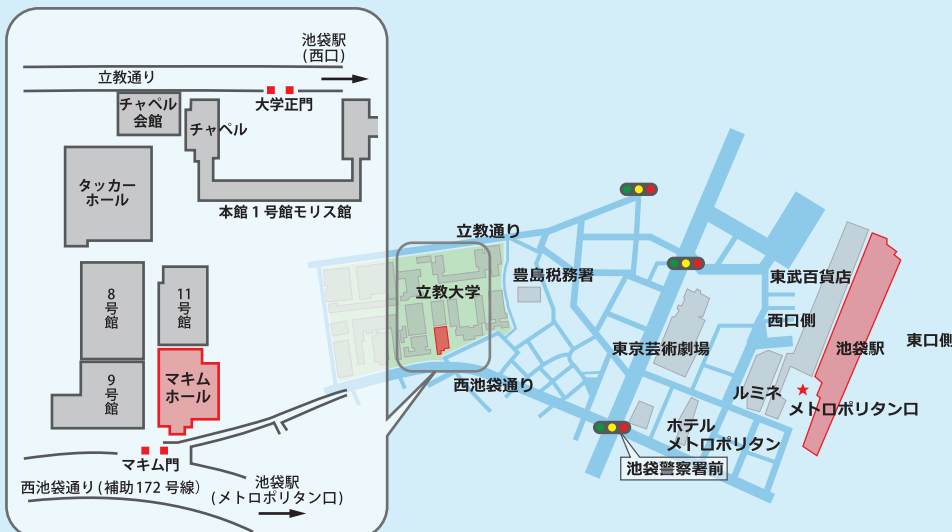 池袋駅
(西口)
立教通り
チャペル
会館
大学正門
チャペル
タッカー
ホール
本館1号館モリス館
8号館
11号館
9号館
マキム
ホール
マキム門
西池袋通り(補助172号線)
池袋駅
(メトロポリタン口)
立教通り
豊島税務署
立教大学
西池袋通り
東武百貨店
西口側
東京芸術劇場
池袋駅
東口側
ルミネ
メトロポリタン口
ホテル
メトロポリタン
池袋警察署前